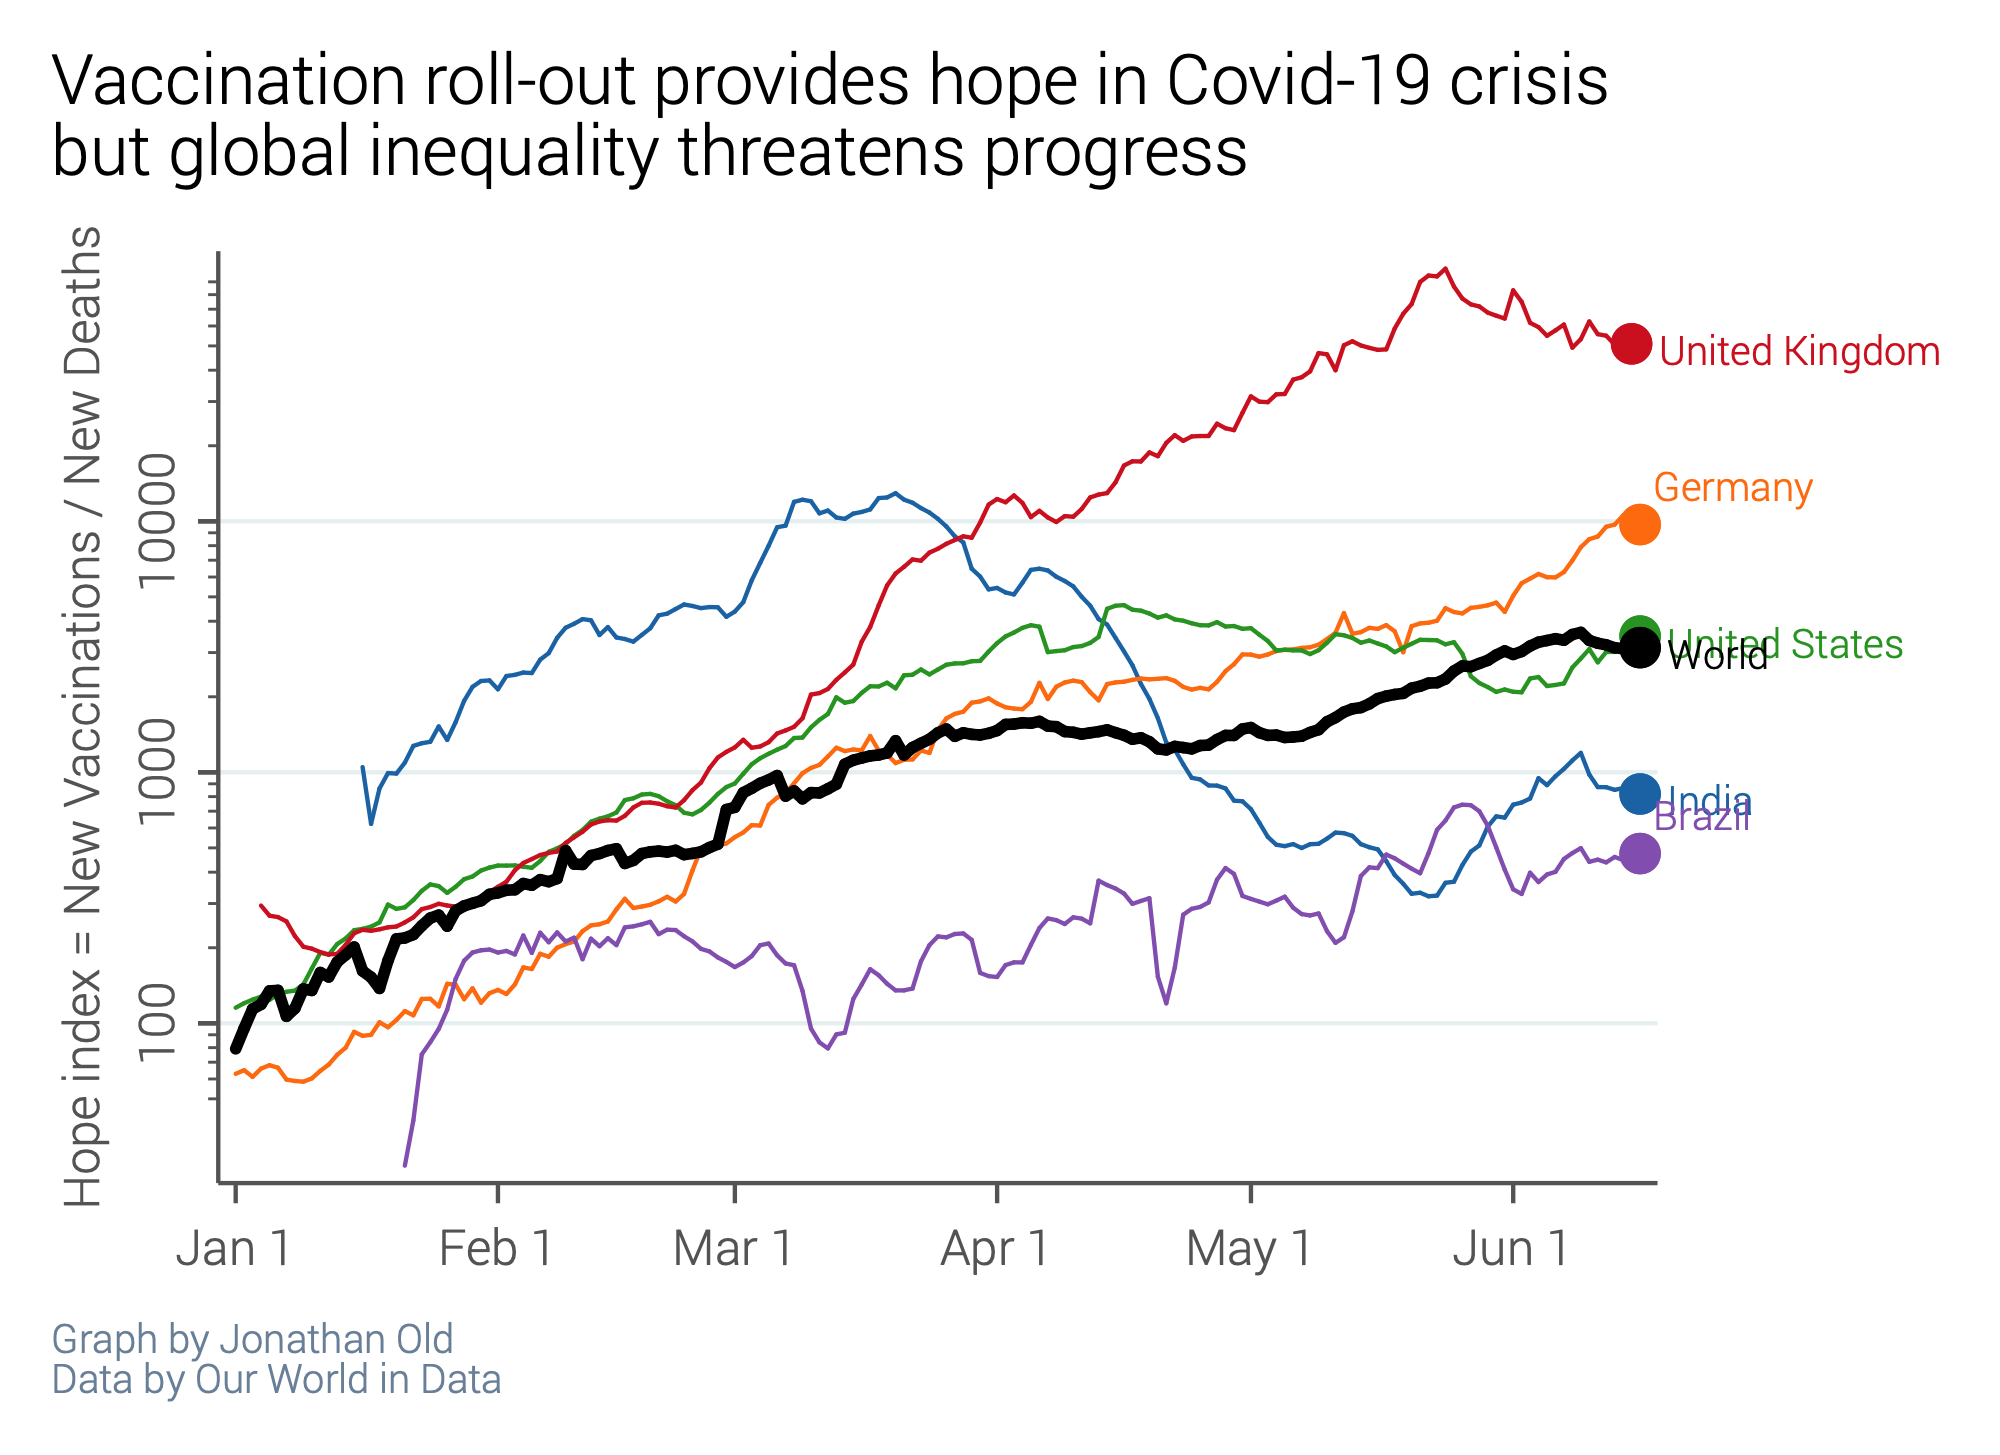 Vaccination roll-out provides hope in Covid-19 crisis
but global inequality threatens progress
Hope index = New Vaccinations / New Deaths
10000
1000
100
United Kingdom
Germany
United States
World
India
Brazil
Jan 1
Feb 1
Mar 1
Apr 1
May 1
Jun 1
Graph by Jonathan Old
Data by Our World in Data